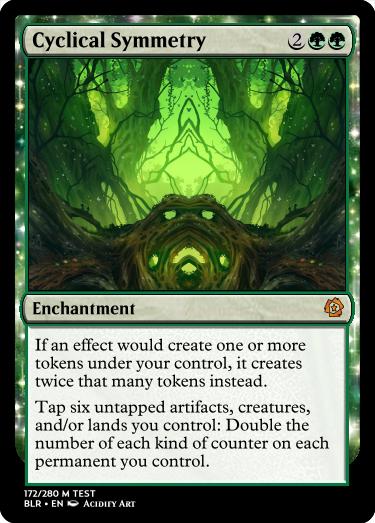 Cyclical Symmetry 2
Enchantment
If an effect would create one or more
tokens under your control, it creates
twice that many tokens instead.
Tap six untapped artifacts, creatures,
and/or lands you control: Double the
number of each kind of counter on each
permanent you control.
172/280 M TEST
BLR • EN Acidify Art